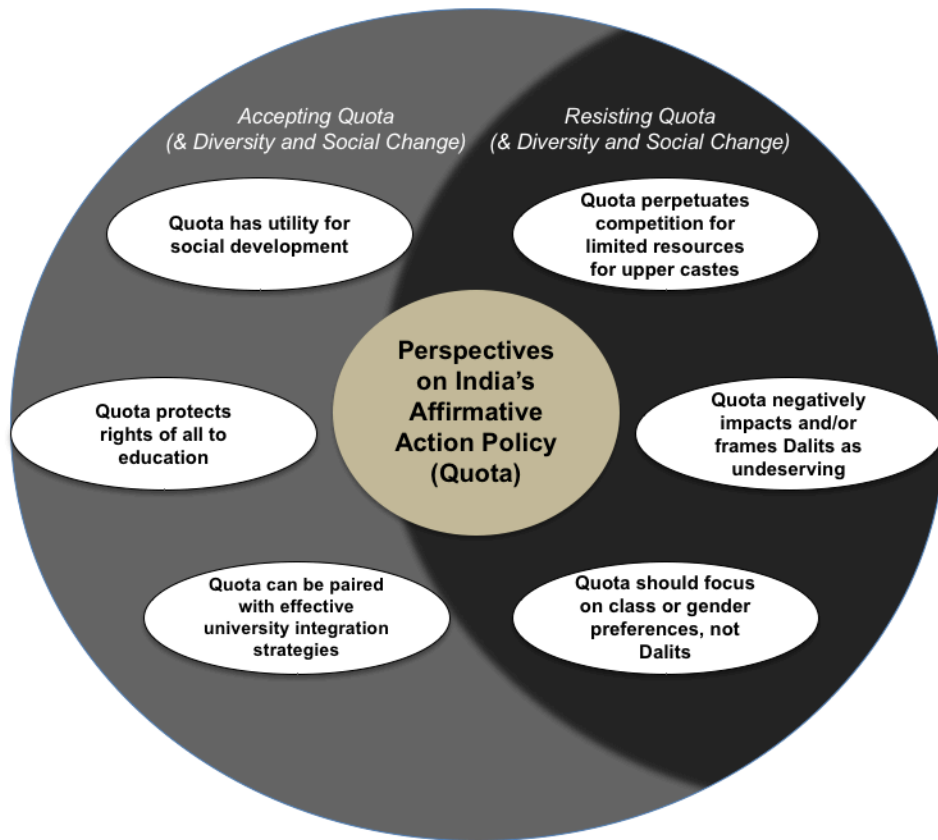 Accepting Quota
(& Diversity and Social Change)
Resisting Quota
(& Diversity and Social Change)
Quota has utility for
social development
Quota perpetuates
competition for
limited resources
for upper castes
Perspectives
on India’s
Affirmative
Action Policy
(Quota)
Quota protects
rights of all to
education
Quota negatively
impacts and/or
frames Dalits as
undeserving
Quota can be paired
with effective
university integration
strategies
Quota should focus
on class or gender
preferences, not
Dalits